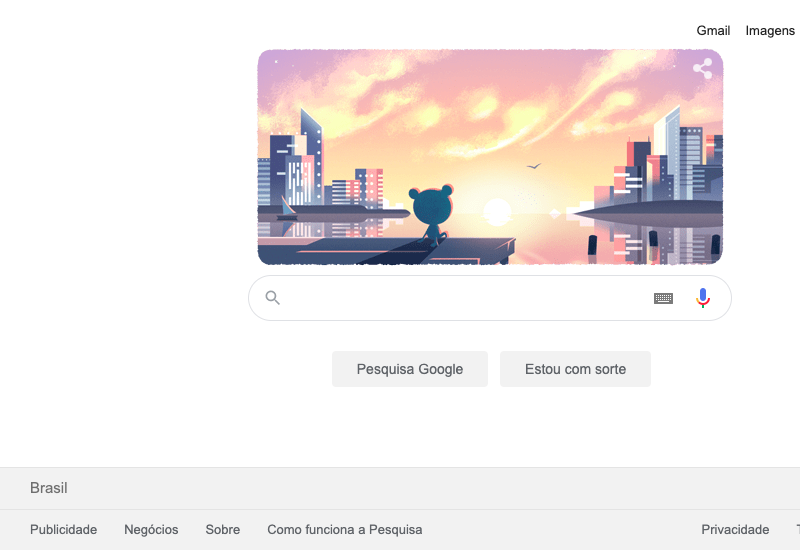 Gmail Imagens
Pesquisa Google Estou com sorte
Brasil
Publicidade Negócios Sobre Como funciona a Pesquisa Privacidade